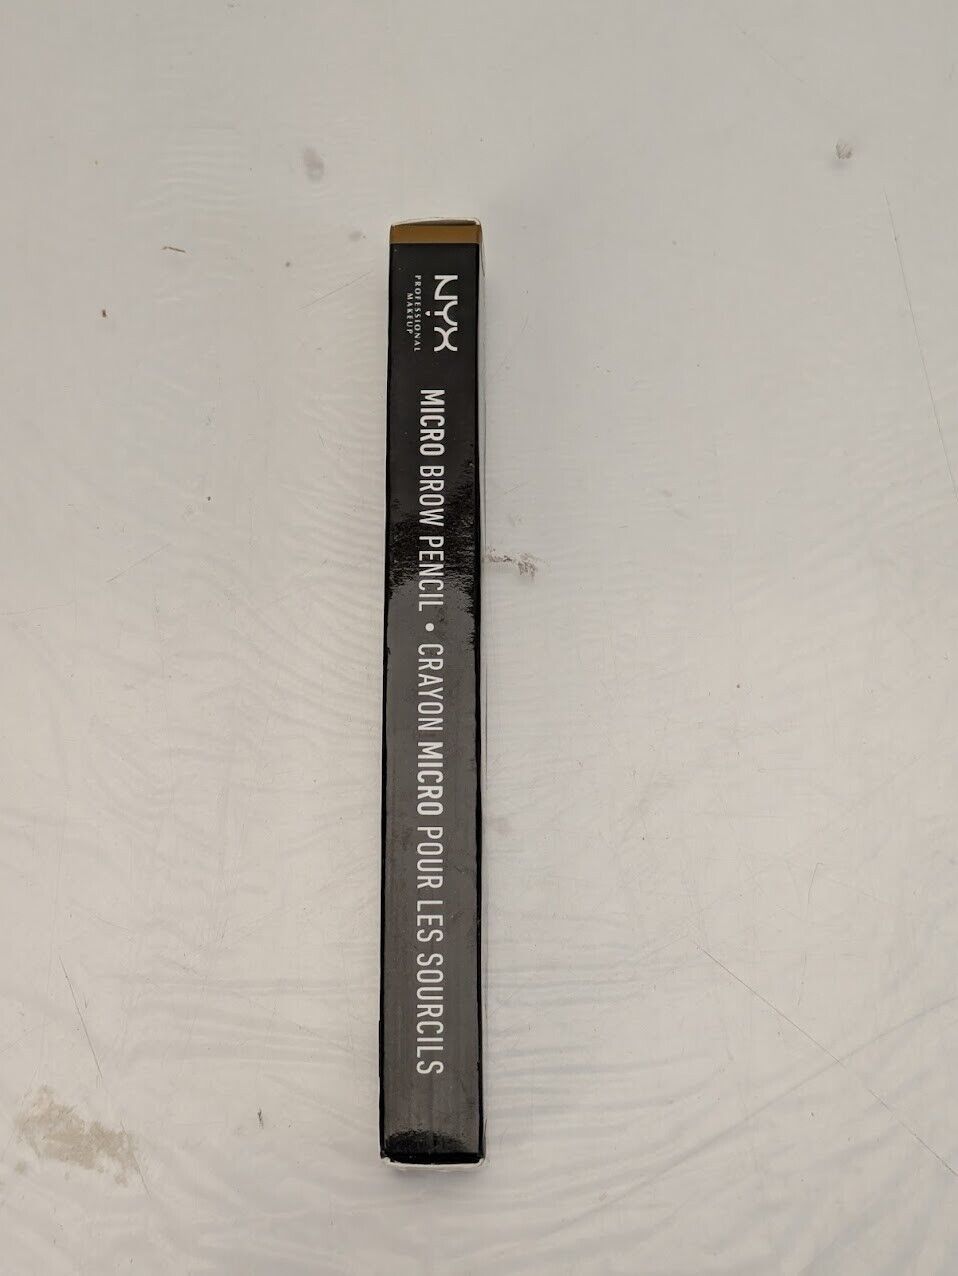 NYX
PROFESSIONAL
MAKEUP
MICRO BROW PENCIL • CRAYON MICRO POUR LES SOURCILS